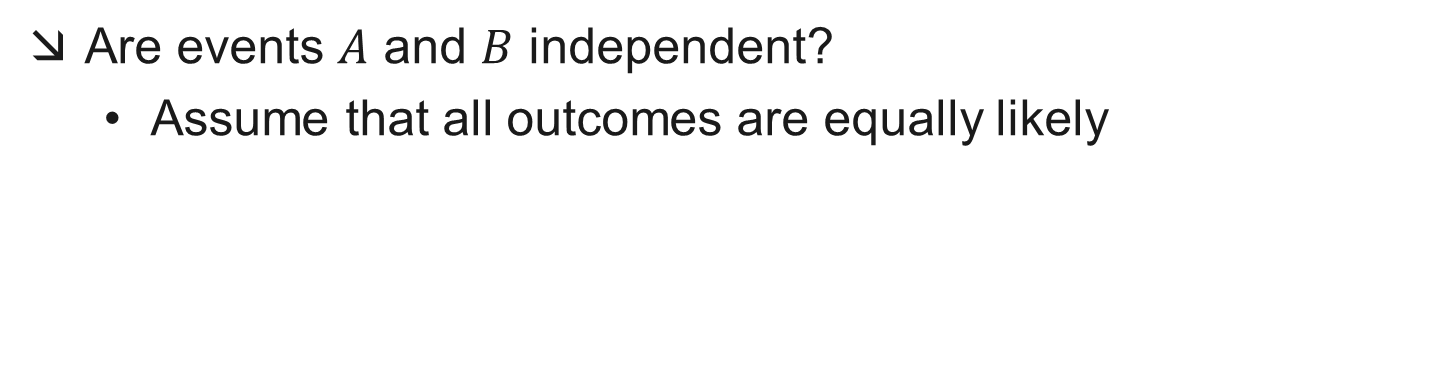 ↘ Are events A and B independent?
• Assume that all outcomes are equally likely